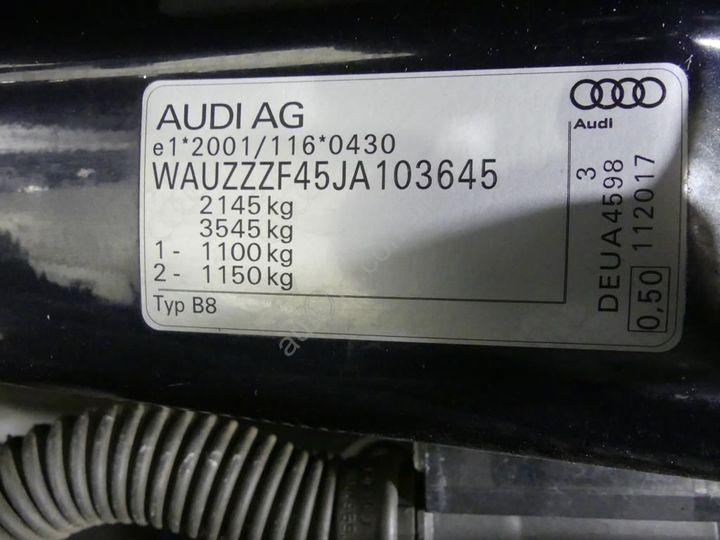 AUDI AG
Audi
e1*2001/116*0430
WAUZZZF45JA103645
2145 kg
3545 kg
1 - 1100 kg
2 - 1150 kg
Typ B8
3
DEUA4598
112017
0,50